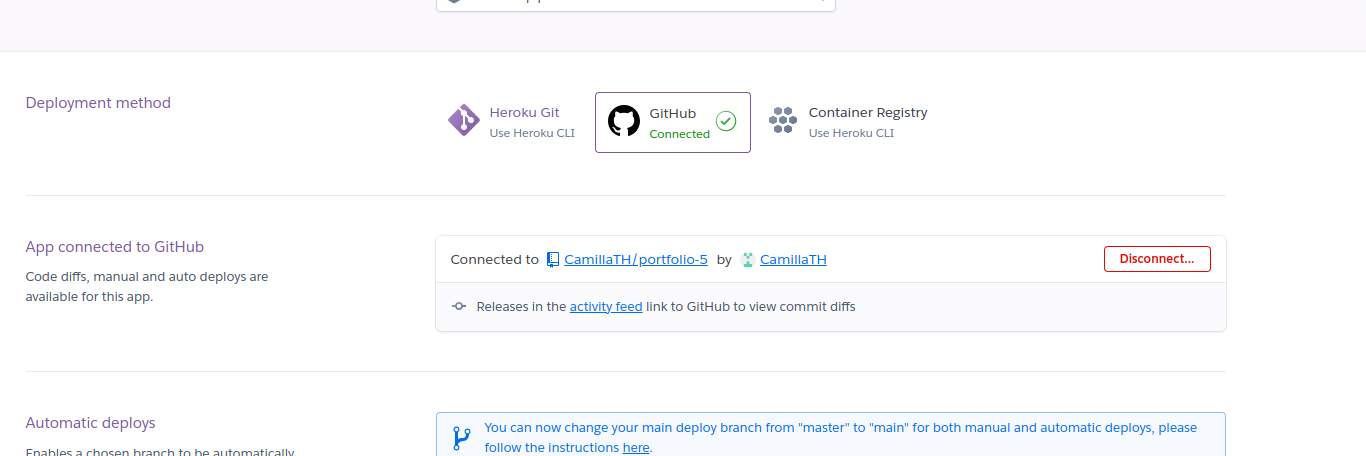 Deployment method
Heroku Git
Use Heroku CLI
GitHub
Connected
Container Registry
Use Heroku CLI
App connected to GitHub
Code diffs, manual and auto deploys are
available for this app.
Connected to CamillaTH/portfolio-5 by CamillaTH
Disconnect...
Releases in the activity feed link to GitHub to view commit diffs
Automatic deploys
Enables a chosen branch to be automatically
You can now change your main deploy branch from "master" to "main" for both manual and automatic deploys, please
follow the instructions here.